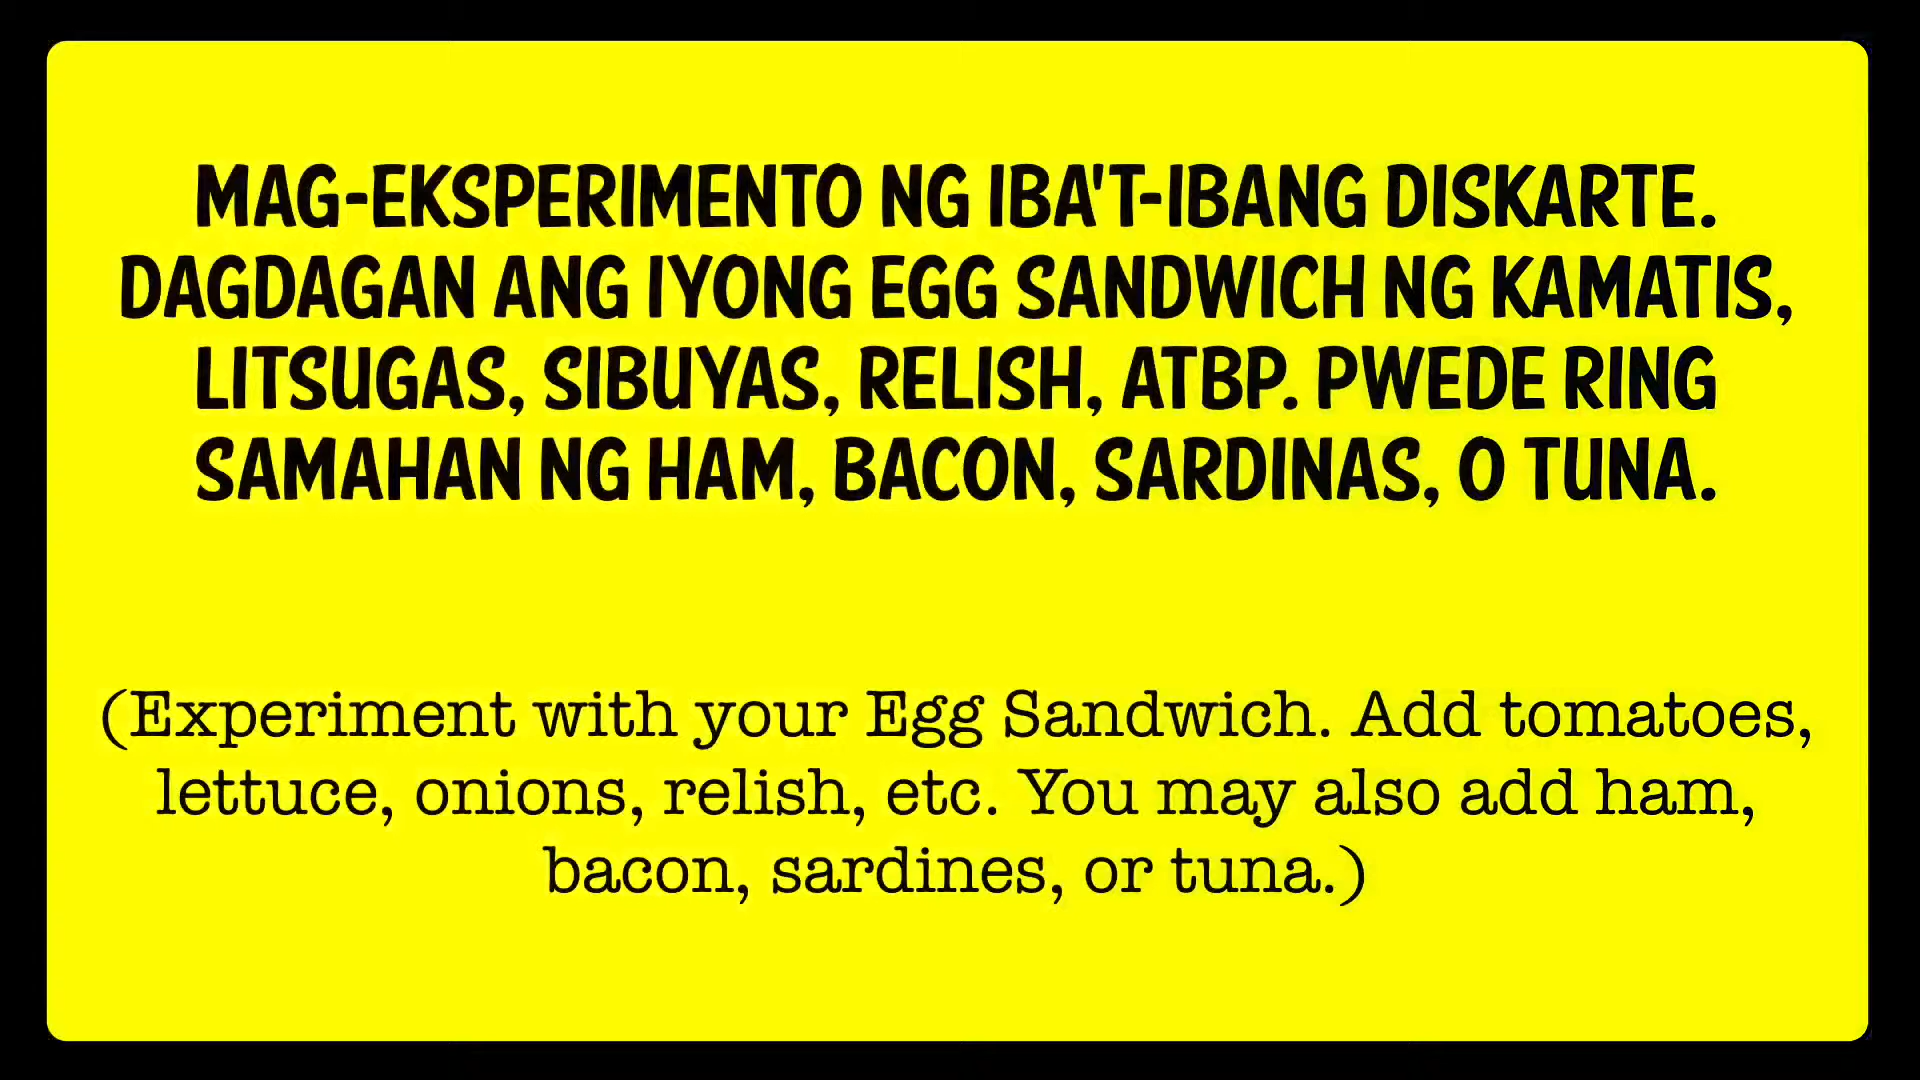 MAG-EKSPERIMENTO NG IBA'T-IBANG DISKARTE.
DAGDAGAN ANG IYONG EGG SANDWICH NG KAMATIS,
LITSUGAS, SIBUYAS, RELISH, ATBP. PWEDE RING
SAMAHAN NG HAM, BACON, SARDINAS, O TUNA.
(Experiment with your Egg Sandwich. Add tomatoes,
lettuce, onions, relish, etc. You may also add ham,
bacon, sardines, or tuna.)